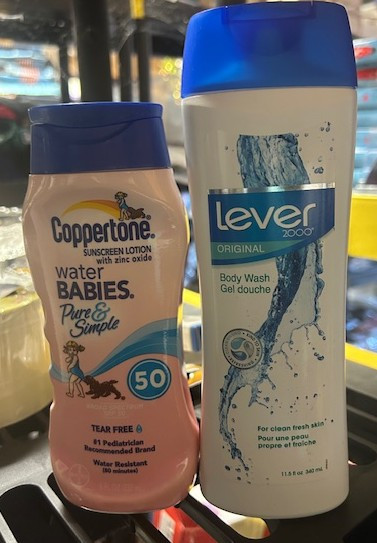 Coppertone®
SUNSCREEN LOTION
with zinc oxide
water
BABIES®
Pure &
Simple
50
TEAR FREE
#1 Pediatrician
Recommended Brand
Water Resistant
(80 minutes)
Lever
2000®
ORIGINAL
Body Wash
Gel douche
For clean fresh skin
Pour une peau
propre et fraîche
11.5 fl oz 340 mL